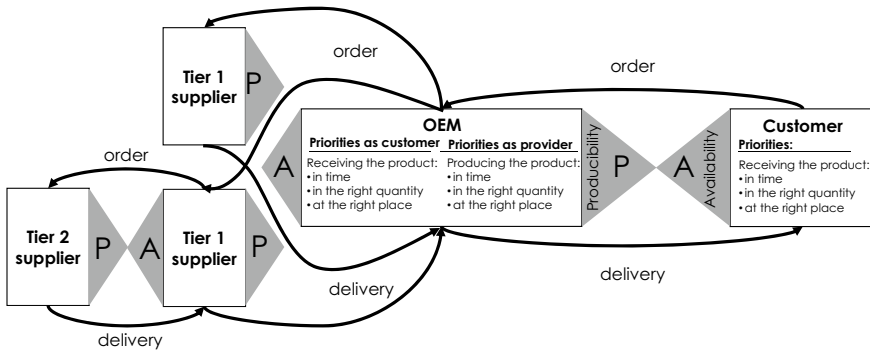 order
order
Tier 1
supplier
P
OEM
Priorities as customer
Receiving the product:
•in time
•in the right quantity
•at the right place
Priorities as provider
Producing the product:
•in time
•in the right quantity
•at the right place
A
Producibility
P
A
Availability
Customer
Priorities:
Receiving the product:
•in time
•in the right quantity
•at the right place
order
Tier 2
supplier
P
A
Tier 1
supplier
P
delivery
delivery
delivery